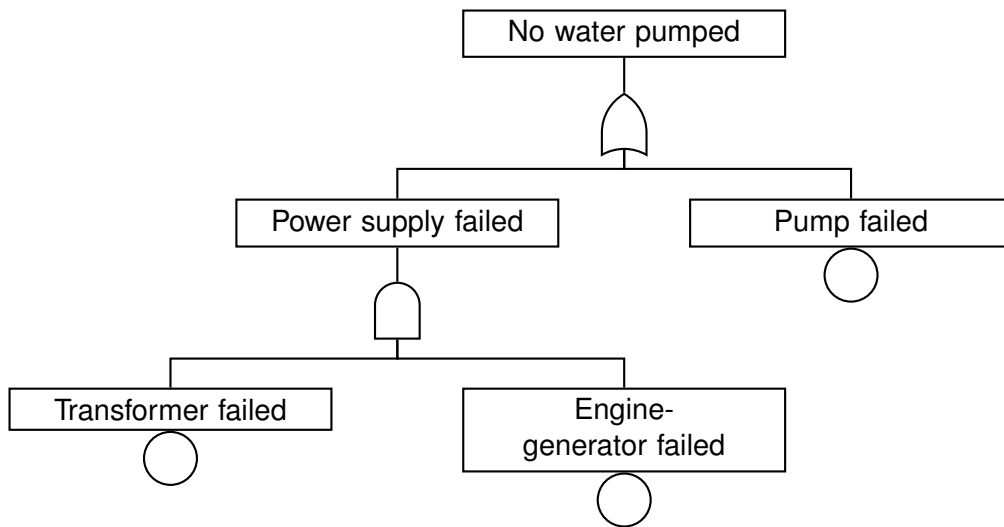 No water pumped
Power supply failed
Pump failed
Transformer failed
Engine-
generator failed